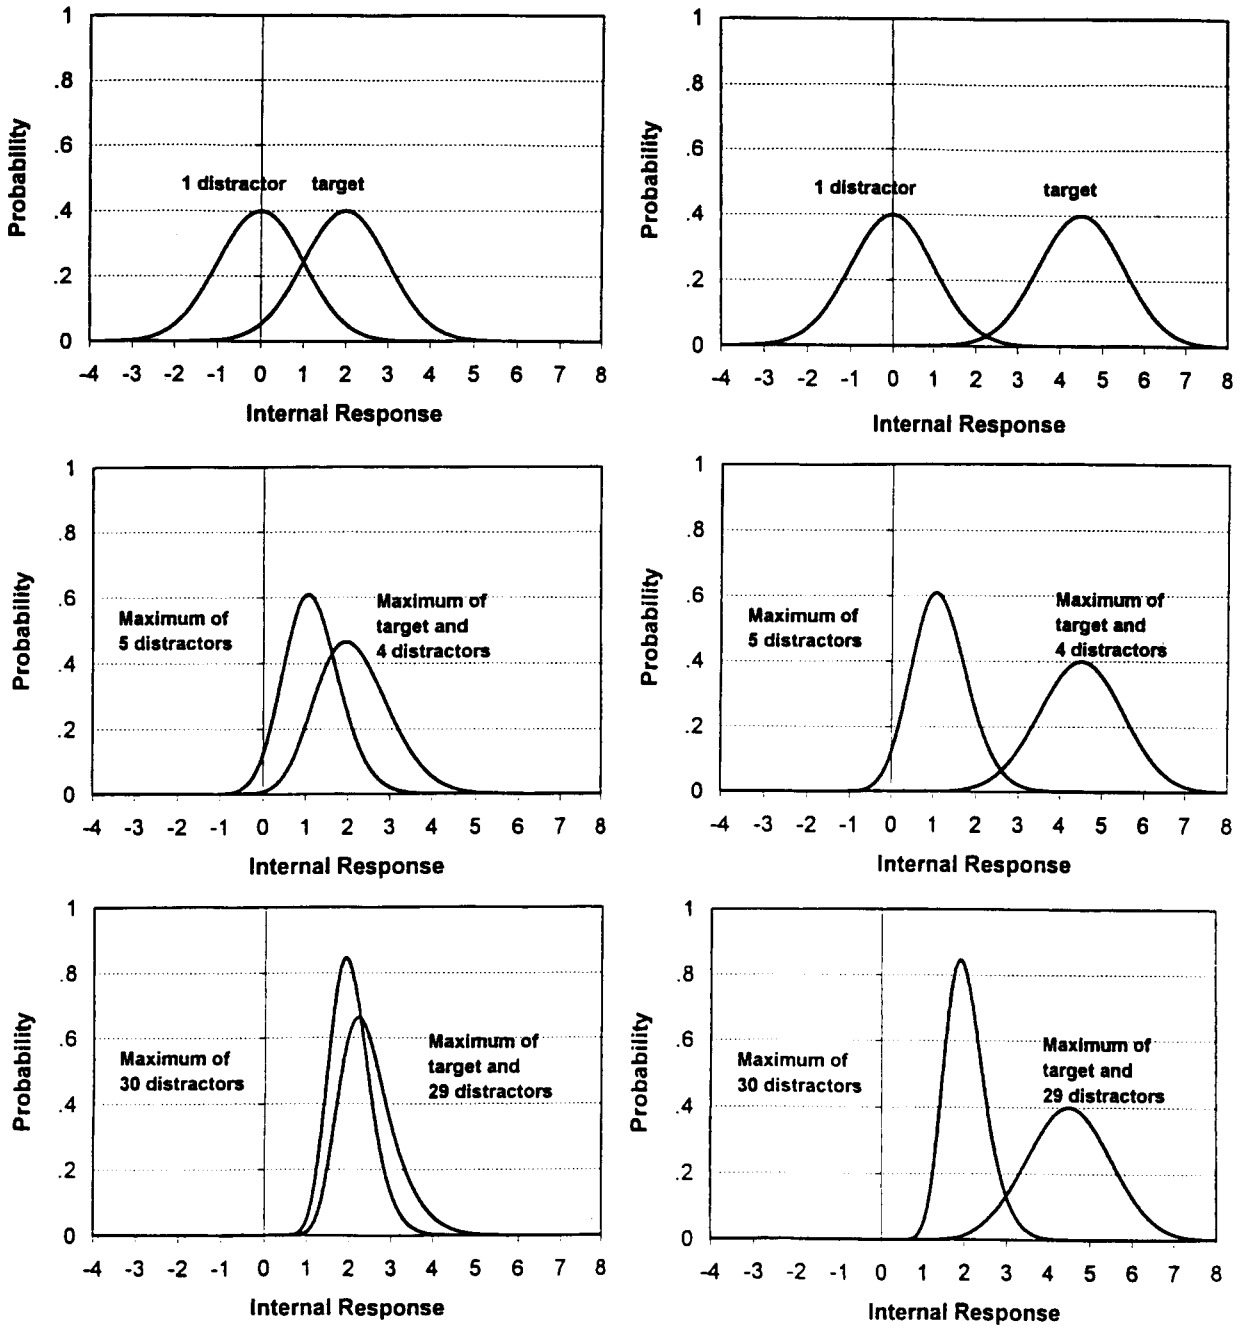 1
.8
.6
.4
.2
0
Probability
1 distractor
target
-4 -3 -2 -1 0 1 2 3 4 5 6 7 8
Internal Response
1
.8
.6
.4
.2
0
Probability
1 distractor
target
-4 -3 -2 -1 0 1 2 3 4 5 6 7 8
Internal Response
1
.8
.6
.4
.2
0
Probability
Maximum of
5 distractors
Maximum of
target and
4 distractors
-4 -3 -2 -1 0 1 2 3 4 5 6 7 8
Internal Response
1
.8
.6
.4
.2
0
Probability
Maximum of
5 distractors
Maximum of
target and
4 distractors
-4 -3 -2 -1 0 1 2 3 4 5 6 7 8
Internal Response
1
.8
.6
.4
.2
0
Probability
Maximum of
30 distractors
Maximum of
target and
29 distractors
-4 -3 -2 -1 0 1 2 3 4 5 6 7 8
Internal Response
1
.8
.6
.4
.2
0
Probability
Maximum of
30 distractors
Maximum of
target and
29 distractors
-4 -3 -2 -1 0 1 2 3 4 5 6 7 8
Internal Response